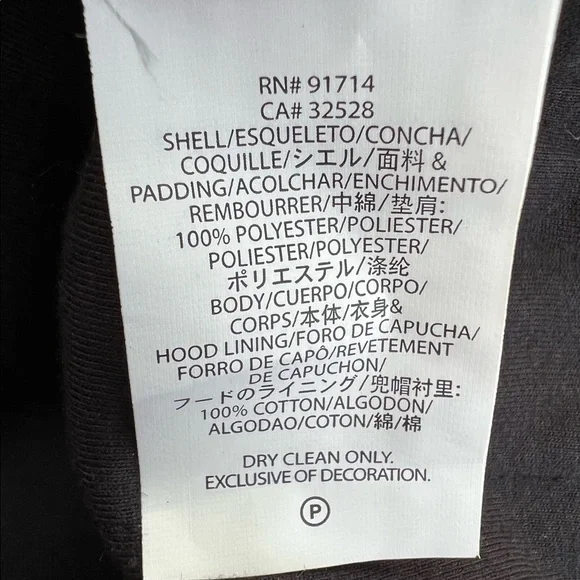 RN# 91714
CA# 32528
SHELL/ESQUELETO/CONCHA/
COQUILLE/シエル/面料 &
PADDING/ACOLCHAR/ENCHIMENTO/
REMBOURRER/中綿/垫肩:
100% POLYESTER/POLIESTER/
POLIESTER/POLYESTER/
ポリエステル/涤纶
BODY/CUERPO/CORPO/
CORPS/本体/衣身&
HOOD LINING/FORO DE CAPUCHA/
FORRO DE CAPÔ/REVETEMENT
DE CAPUCHON/
フードのライニング/兜帽衬里:
100% COTTON/ALGODON/
ALGODAO/COTON/綿/棉
DRY CLEAN ONLY.
EXCLUSIVE OF DECORATION.
P